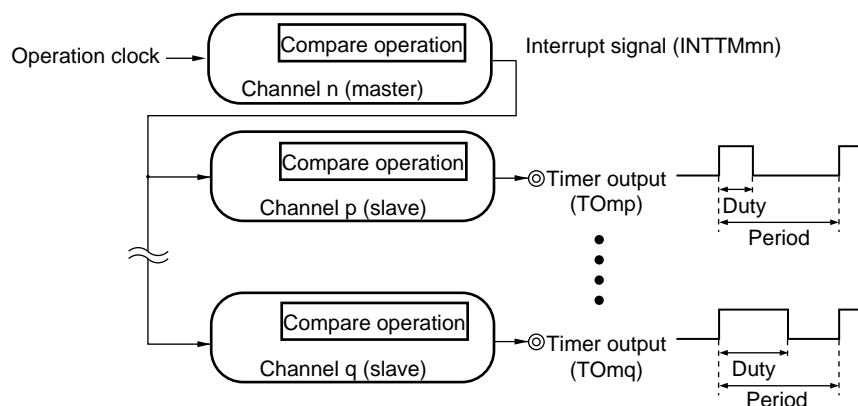 Compare operation
Operation clock
Interrupt signal (INTTMmn)
Channel n (master)
Compare operation
Timer output
(TOmp)
Channel p (slave)
Duty
Period
Compare operation
Timer output
(TOmq)
Channel q (slave)
Duty
Period